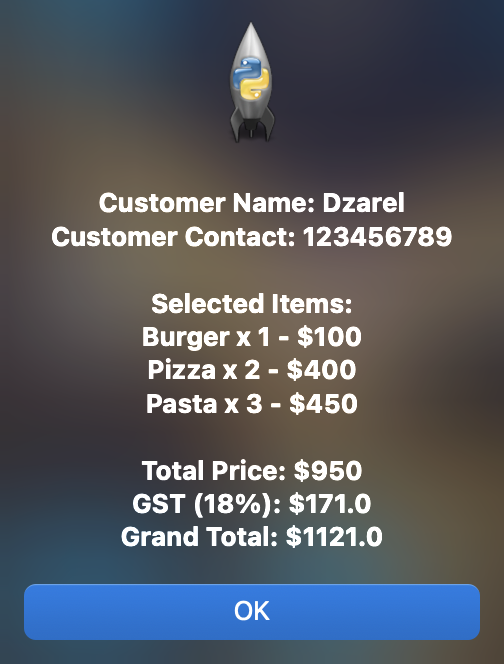 Customer Name: Dzarel
Customer Contact: 123456789
Selected Items:
Burger x 1 - $100
Pizza x 2 - $400
Pasta x 3 - $450
Total Price: $950
GST (18%): $171.0
Grand Total: $1121.0
OK